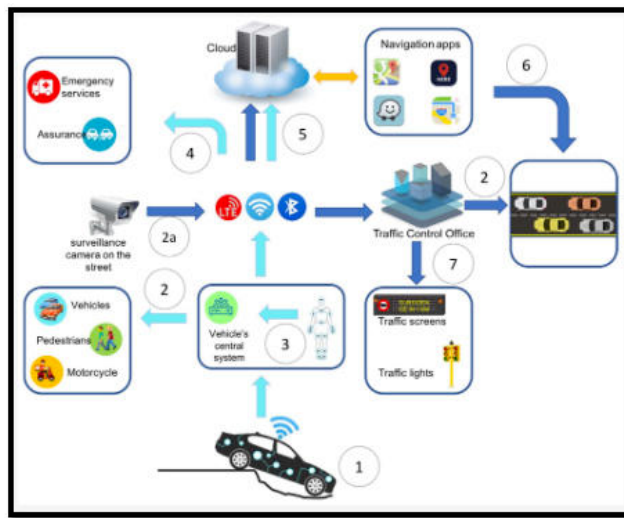 Cloud
Navigation apps
6
Emergency
services
Assurance
4
5
LTE
2a
surveillance
camera on the
street
2
Traffic Control Office
2
7
Vehicles
Pedestrians
Motorcycle
Vehicle's
central
system
3
Traffic screens
Traffic lights
1